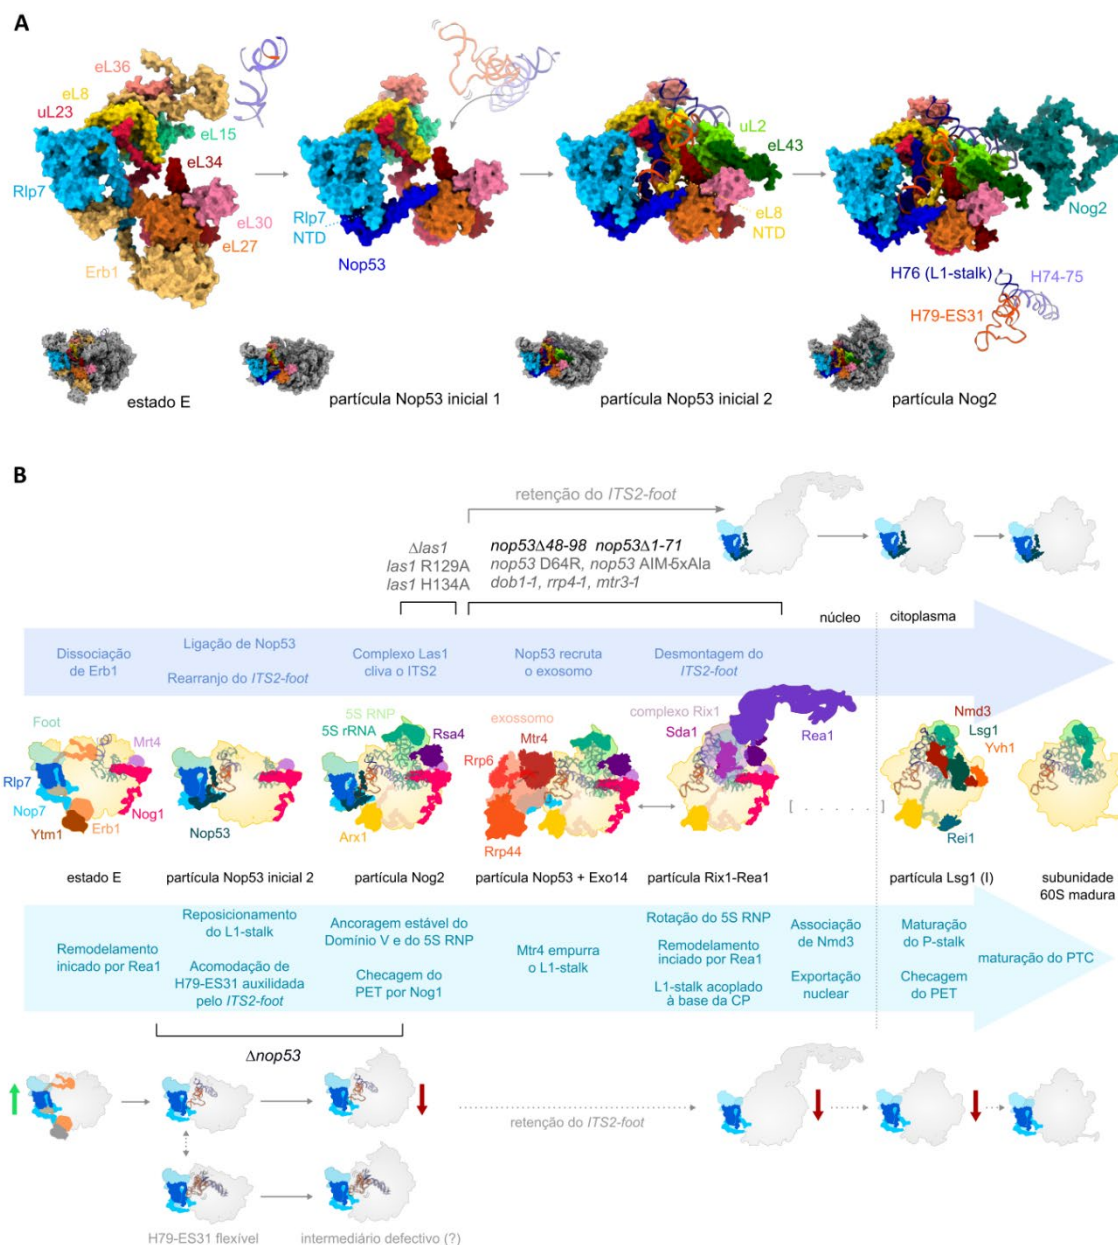 A
eL36
eL8
uL23
eL15
eL34
Rlp7
eL30
eL27
Erb1
Rlp7
NTD
Nop53
uL2
eL43
eL8
NTD
Nog2
H76 (L1-stalk)
H74-75
H79-ES31
estado E
partícula Nop53 inicial 1
partícula Nop53 inicial 2
partícula Nog2
B
retenção do ITS2-foot
Δlas1
las1 R129A
las1 H134A
nop53Δ48-98 nop53Δ1-71
nop53 D64R, nop53 AIM-5xAla
dob1-1, rrp4-1, mtr3-1
núcleo
citoplasma
Dissociação
de Erb1
Ligação de Nop53
Rearranjo do ITS2-foot
Complexo Las1
cliva o ITS2
Nop53 recruta
o exosomo
Desmontagem do
ITS2-foot
Foot
Mrt4
Rlp7
Nop7
Ytm1
Erb1
Nog1
Nop53
5S RNP
5S rRNA
Rsa4
Arx1
exossomo
Mtr4
Rrp6
Rrp44
complexo Rix1
Sda1
Rea1
[ . . . . . ]
Nmd3
Lsg1
Yvh1
Rei1
estado E
partícula Nop53 inicial 2
partícula Nog2
partícula Nop53 + Exo14
partícula Rix1-Rea1
partícula Lsg1 (I)
subunidade
60S madura
Remodelamento
inicado por Rea1
Reposicionamento
do L1-stalk
Acomodação de
H79-ES31 auxilidada
pelo ITS2-foot
Ancoragem estável do
Domínio V e do 5S RNP
Checagem do
PET por Nog1
Mtr4 empurra
o L1-stalk
Rotação do 5S RNP
Remodelamento
inciado por Rea1
L1-stalk acoplado
à base da CP
Associação
de Nmd3
Exportação
nuclear
Maturação
do P-stalk
Checagem
do PET
maturação do PTC
Δnop53
retenção do ITS2-foot
H79-ES31 flexível
intermediário defectivo (?)